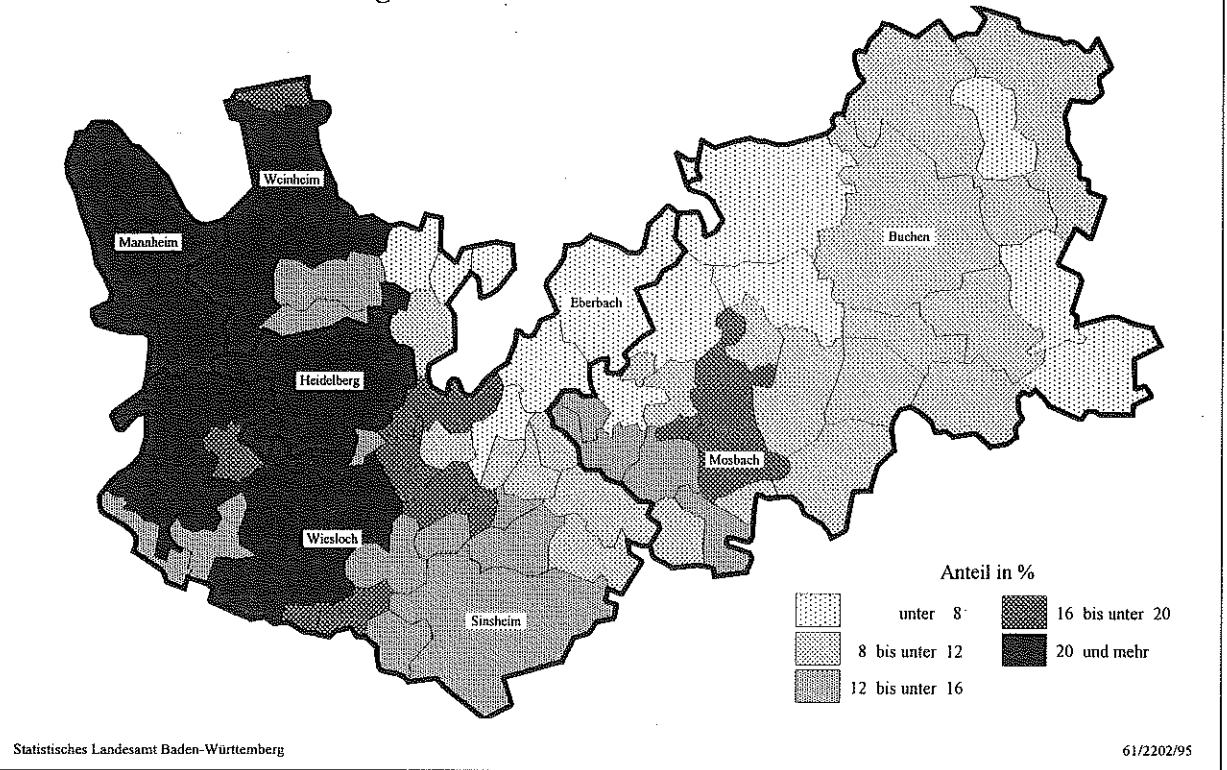 Weinheim
Mannheim
Buchen
Eberbach
Heidelberg
Mosbach
Wiesloch
Sinsheim
Anteil in %
unter 8
8 bis unter 12
12 bis unter 16
16 bis unter 20
20 und mehr
Statistisches Landesamt Baden-Württemberg
61/2202/95